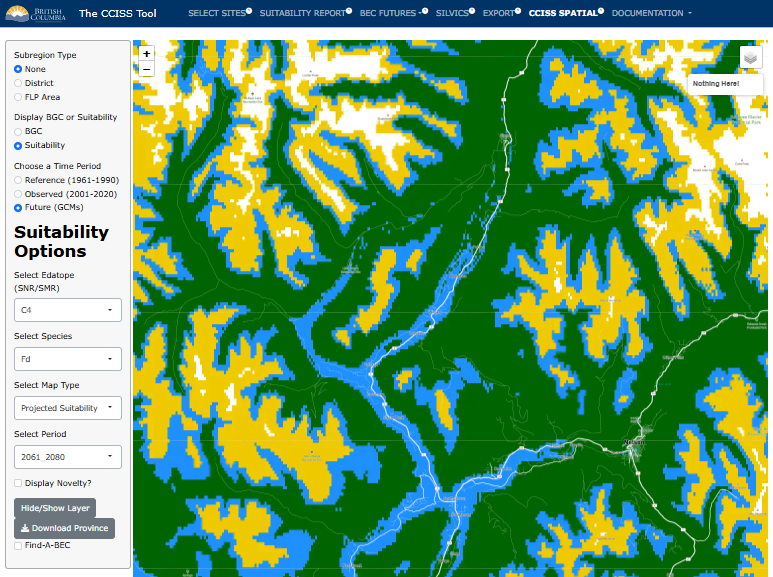 BRITISH
COLUMBIA
The CCISS Tool
SELECT SITES
SUITABILITY REPORT
BEC FUTURES
SILVICS
EXPORT
CCISS SPATIAL
DOCUMENTATION
Subregion Type
None
District
FLP Area
Display BGC or Suitability
BGC
Suitability
Choose a Time Period
Reference (1961-1990)
Observed (2001-2020)
Future (GCMs)
Suitability
Options
Select Edatope
(SNR/SMR)
C4
Select Species
Fd
Select Map Type
Projected Suitability
Select Period
2061_2080
Display Novelty?
Hide/Show Layer
Download Province
Find-A-BEC
+
−
Nothing Here!